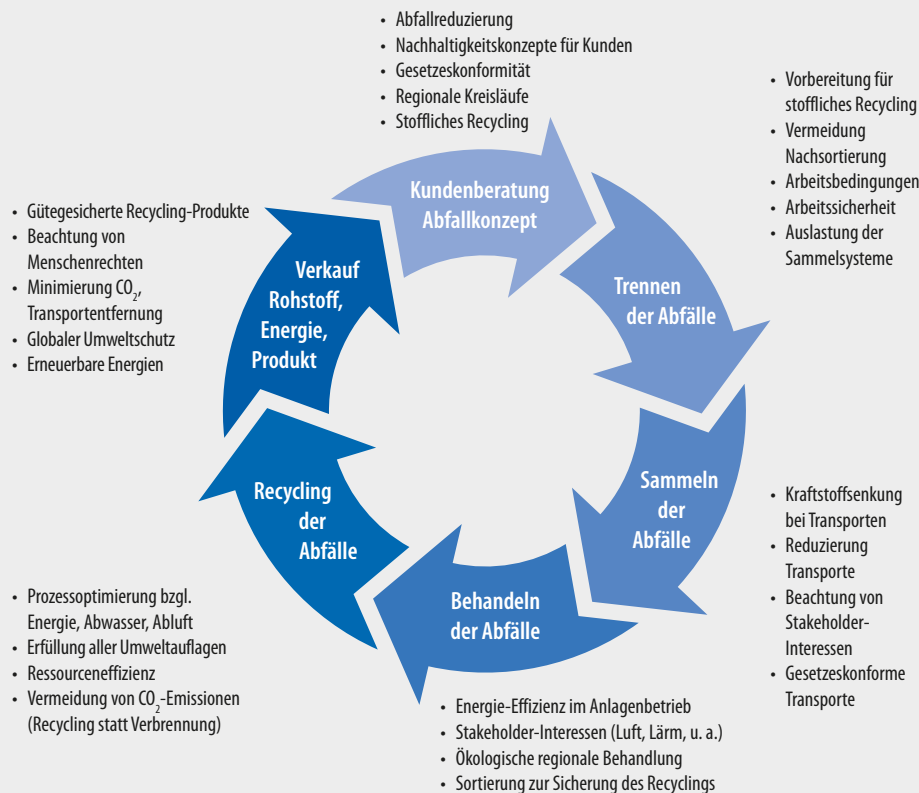 • Abfallreduzierung
• Nachhaltigkeitskonzepte für Kunden
• Gesetzeskonformität
• Regionale Kreisläufe
• Stoffliches Recycling
Kundenberatung
Abfallkonzept
• Vorbereitung für
stoffliches Recycling
• Vermeidung
Nachsortierung
• Arbeitsbedingungen
• Arbeitssicherheit
• Auslastung der
Sammelsysteme
Trennen
der Abfälle
• Kraftstoffsenkung
bei Transporten
• Reduzierung
Transporte
• Beachtung von
Stakeholder-
Interessen
• Gesetzeskonforme
Transporte
Sammeln
der
Abfälle
Behandeln
der Abfälle
• Energie-Effizienz im Anlagenbetrieb
• Stakeholder-Interessen (Luft, Lärm, u. a.)
• Ökologische regionale Behandlung
• Sortierung zur Sicherung des Recyclings
Recycling
der
Abfälle
• Prozessoptimierung bzgl.
Energie, Abwasser, Abluft
• Erfüllung aller Umweltauflagen
• Ressourceneffizienz
• Vermeidung von CO₂-Emissionen
(Recycling statt Verbrennung)
Verkauf
Rohstoff,
Energie,
Produkt
• Gütegesicherte Recycling-Produkte
• Beachtung von
Menschenrechten
• Minimierung CO₂,
Transportentfernung
• Globaler Umweltschutz
• Erneuerbare Energien